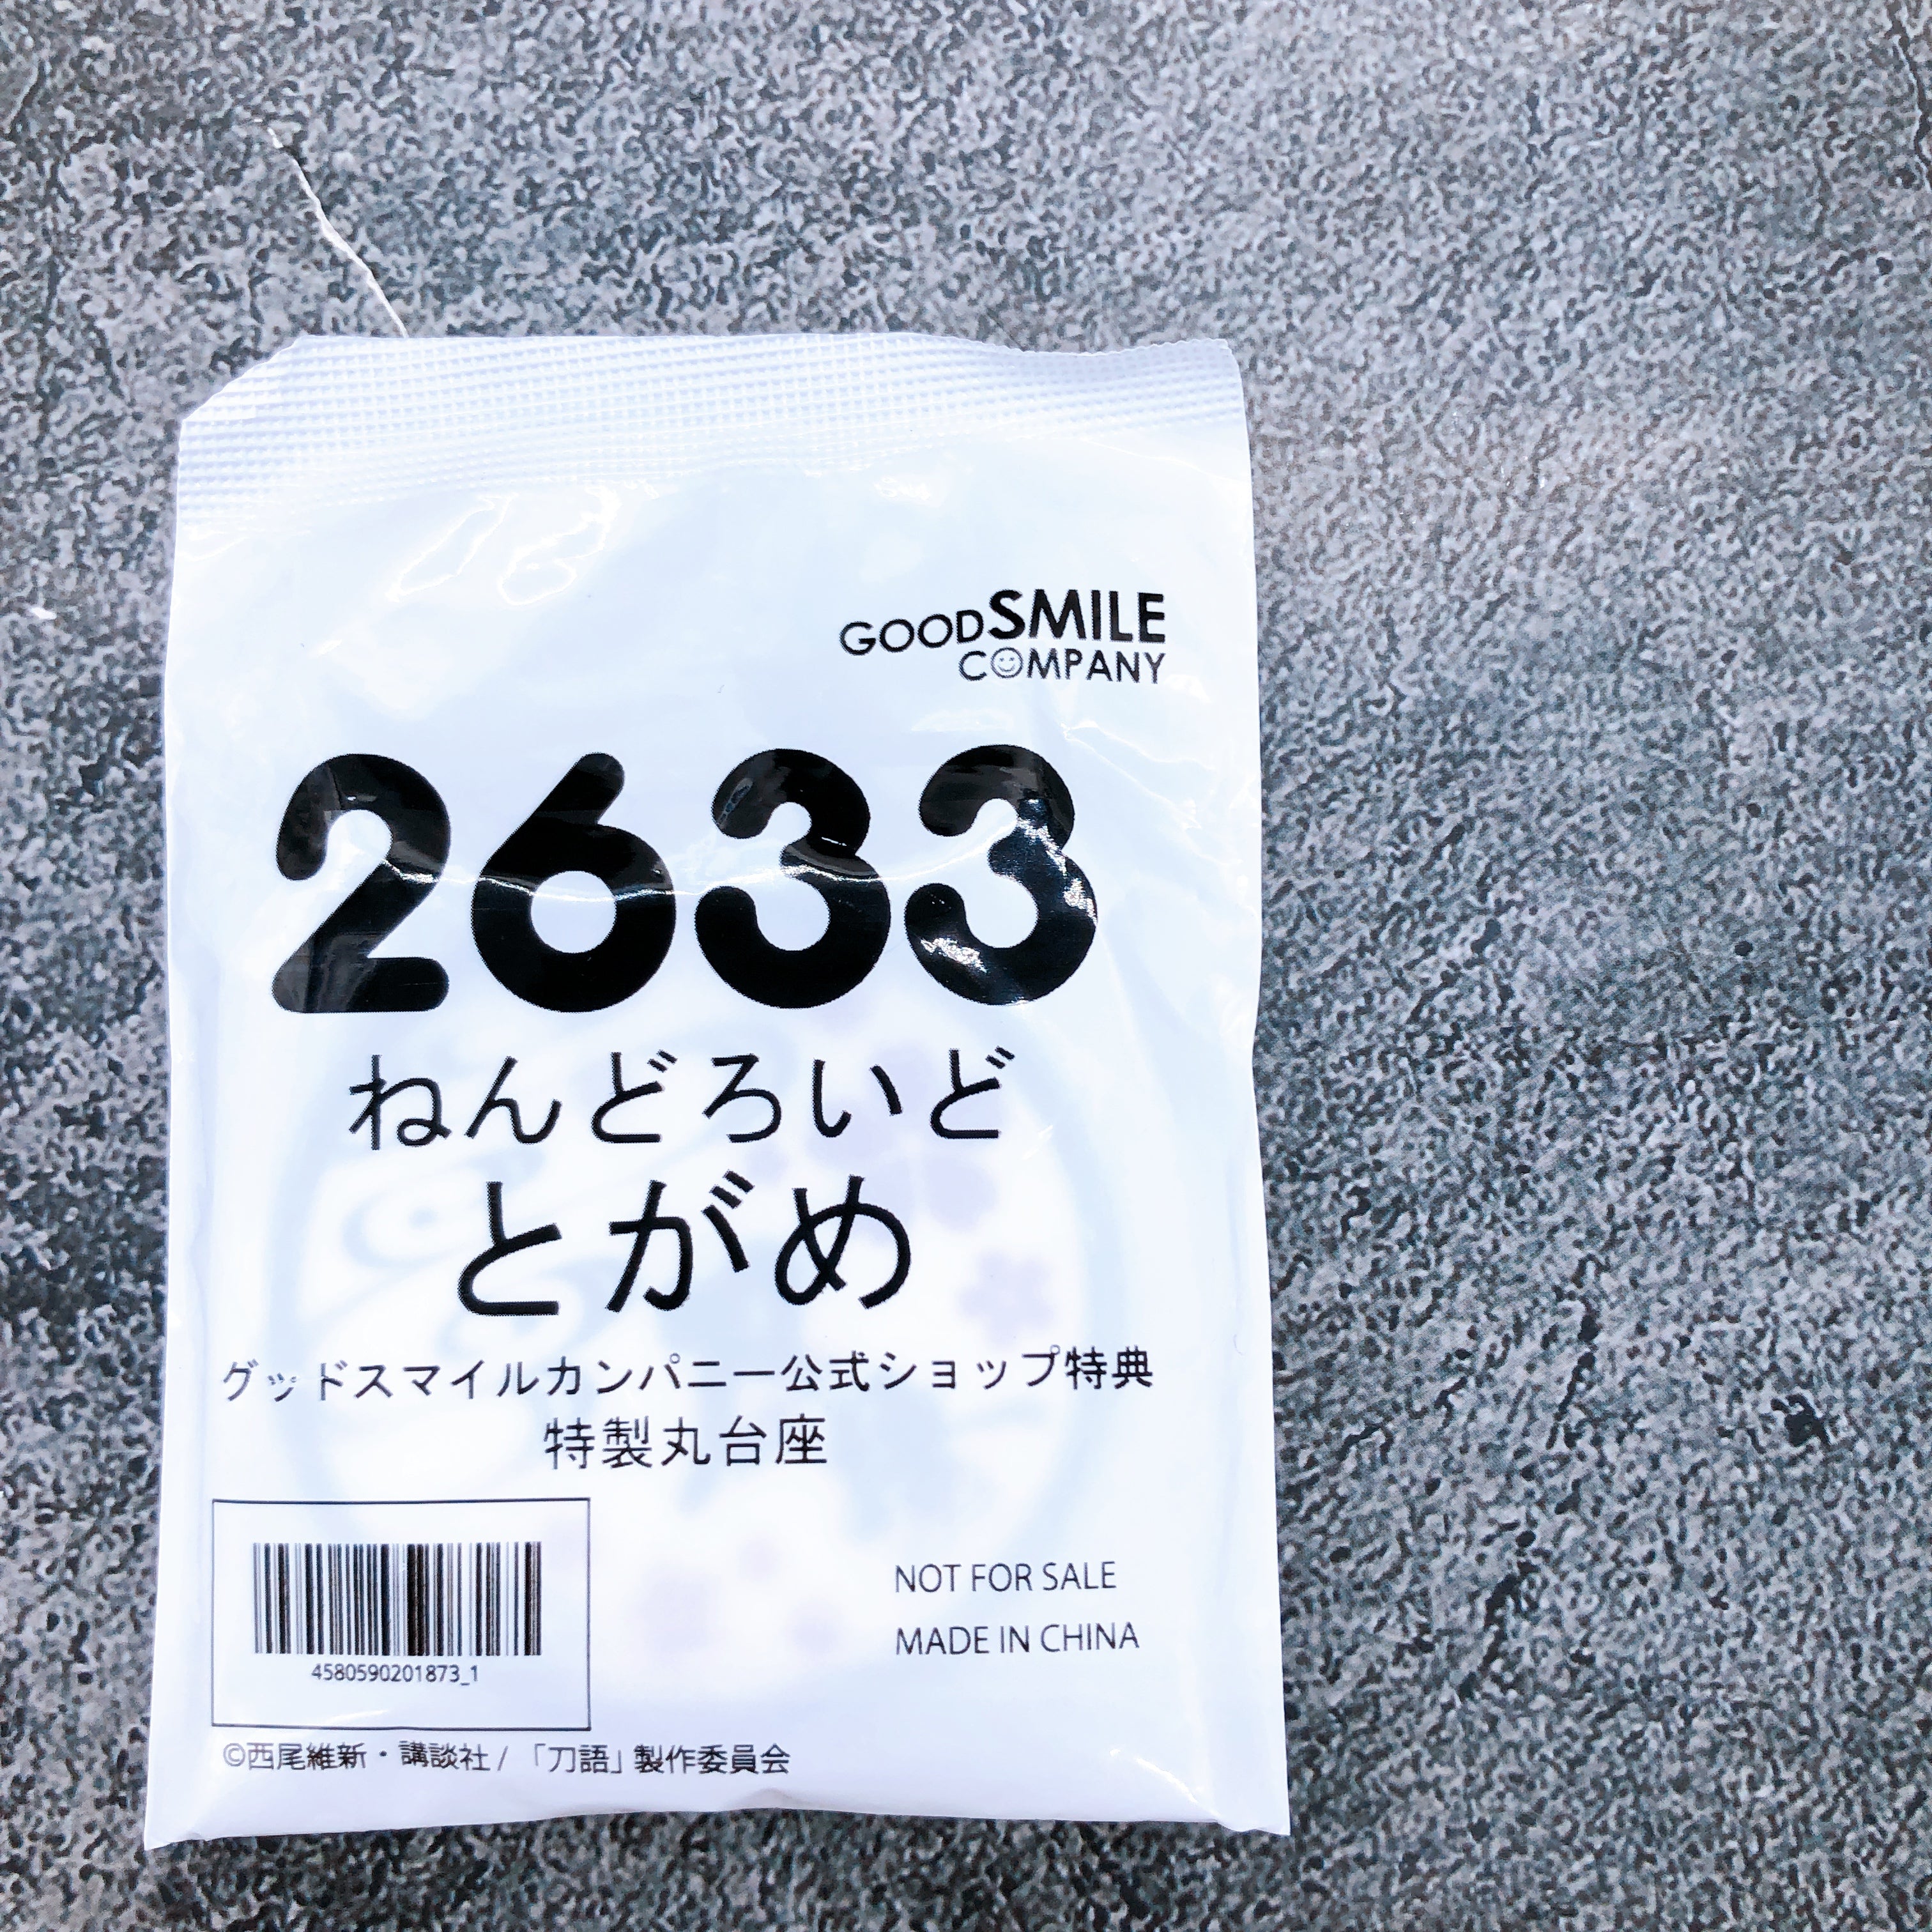 GOODSMILE
COMPANY
2633
ねんどろいど
とがめ
グッドスマイルカンパニー公式ショップ特典
特製丸台座
4580590201873_1
NOT FOR SALE
MADE IN CHINA
©西尾維新・講談社 / 「刀語」製作委員会